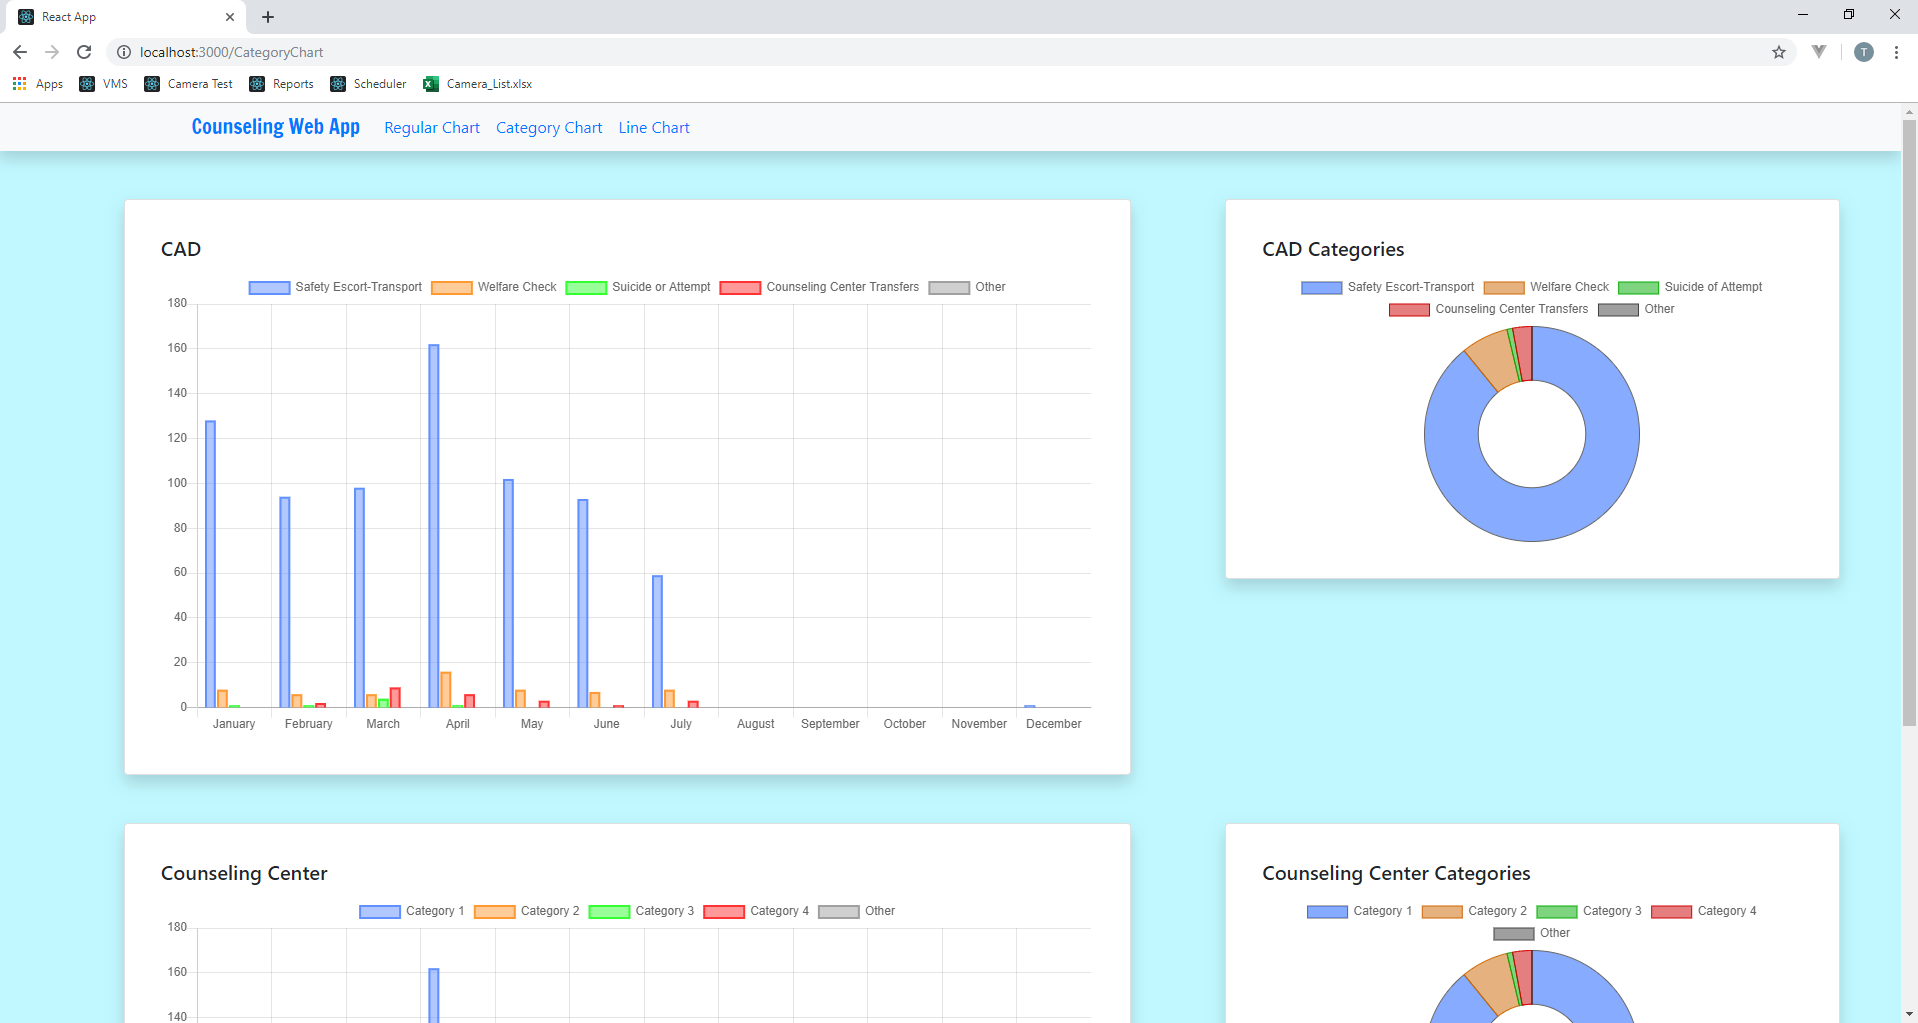 React App
localhost:3000/CategoryChart
T
Apps VMS Camera Test Reports Scheduler Camera_List.xlsx
Counseling Web App Regular Chart Category Chart Line Chart
CAD
Safety Escort-Transport Welfare Check Suicide or Attempt Counseling Center Transfers Other
180
160
140
120
100
80
60
40
20
0
January February March April May June July August September October November December
CAD Categories
Safety Escort-Transport Welfare Check Suicide of Attempt
Counseling Center Transfers Other
Counseling Center
Category 1 Category 2 Category 3 Category 4 Other
180
160
140
Counseling Center Categories
Category 1 Category 2 Category 3 Category 4
Other